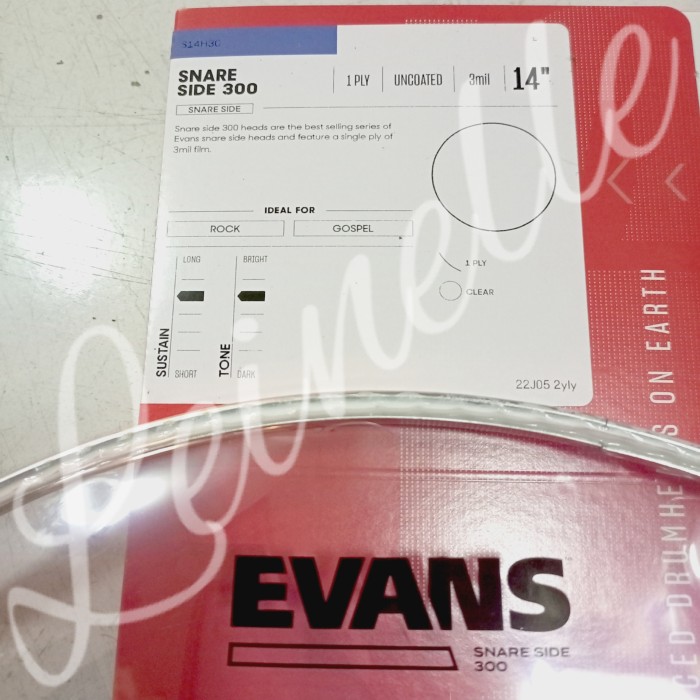 S14H30
SNARE
SIDE 300
1 PLY
UNCOATED
3mil
14"
SNARE SIDE
Snare side 300 heads are the best selling series of
Evans snare side heads and feature a single ply of
3mil film.
IDEAL FOR
ROCK
GOSPEL
LONG
BRIGHT
SUSTAIN
TONE
SHORT
DARK
1 PLY
CLEAR
22J05 2yly
ON EARTH
EVANS
SNARE SIDE
300
Leinelle